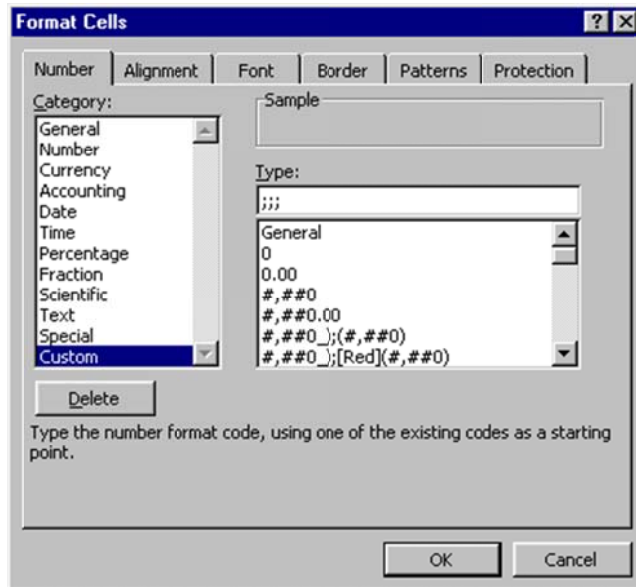 Format Cells
Number Alignment Font Border Patterns Protection
Category:
General
Number
Currency
Accounting
Date
Time
Percentage
Fraction
Scientific
Text
Special
Custom
Sample
Type:
;;;
General
0
0.00
#,##0
#,##0.00
#,##0_);(#,##0)
#,##0_);[Red](#,##0)
Delete
Type the number format code, using one of the existing codes as a starting
point.
OK Cancel